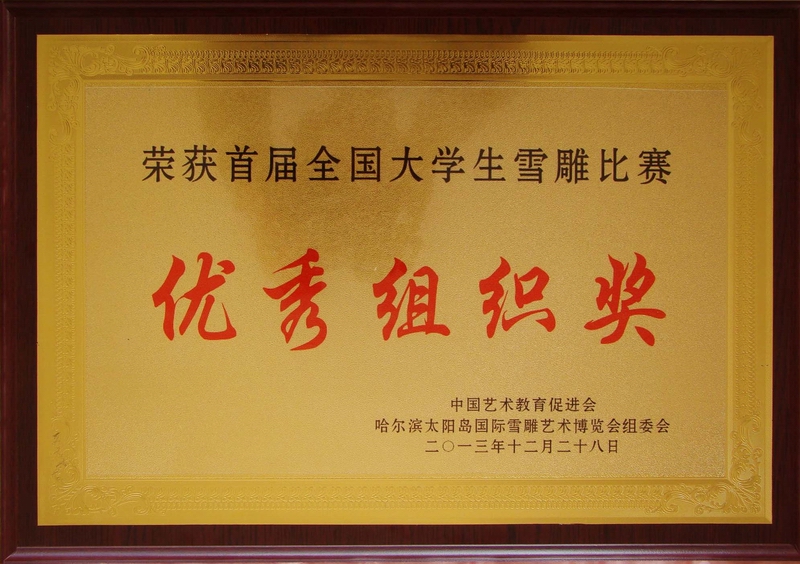 荣获首届全国大学生雪雕比赛
优秀组织奖
中国艺术教育促进会
哈尔滨太阳岛国际雪雕艺术博览会组委会
二〇一三年十二月二十八日